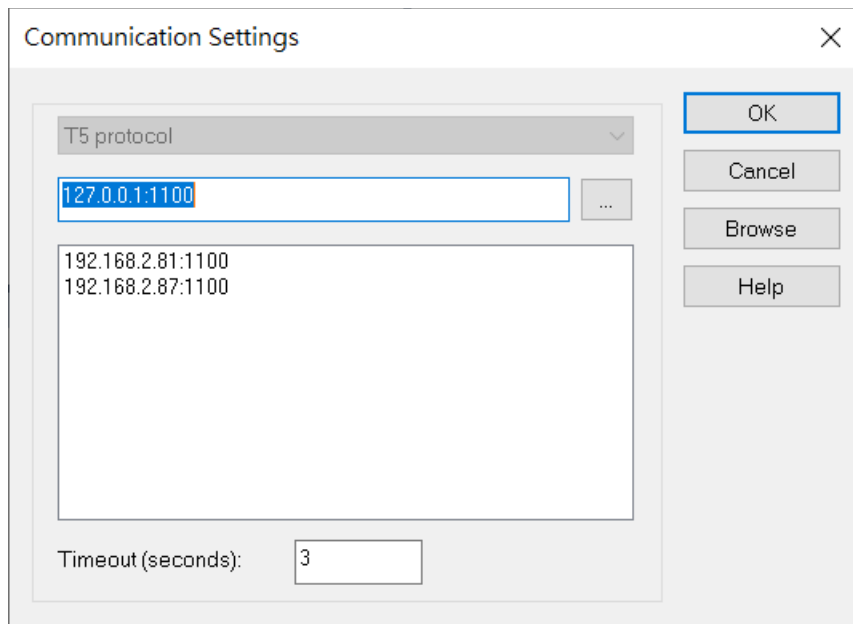 Communication Settings
T5 protocol
127.0.0.1:1100
...
192.168.2.81:1100
192.168.2.87:1100
Timeout (seconds):
3
OK
Cancel
Browse
Help